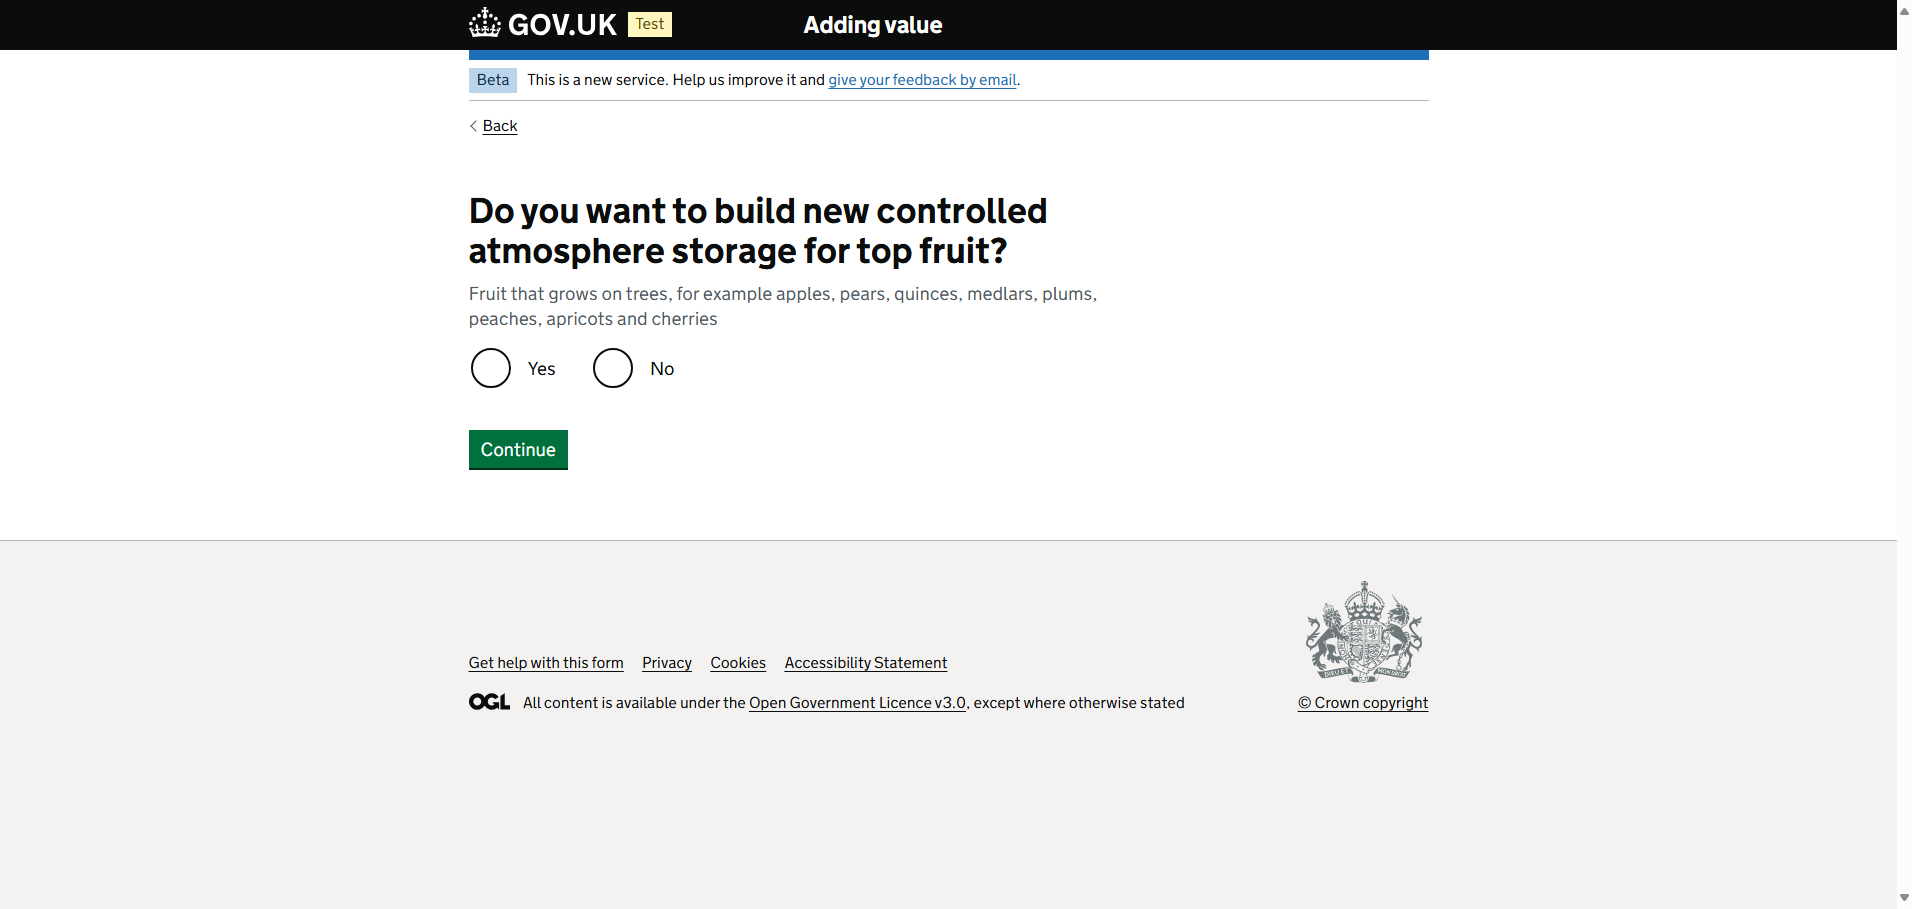 GOV.UK Test Adding value
Beta This is a new service. Help us improve it and give your feedback by email.
Back
Do you want to build new controlled
atmosphere storage for top fruit?
Fruit that grows on trees, for example apples, pears, quinces, medlars, plums,
peaches, apricots and cherries
Yes No
Continue
Get help with this form Privacy Cookies Accessibility Statement
OGL All content is available under the Open Government Licence v3.0, except where otherwise stated
© Crown copyright